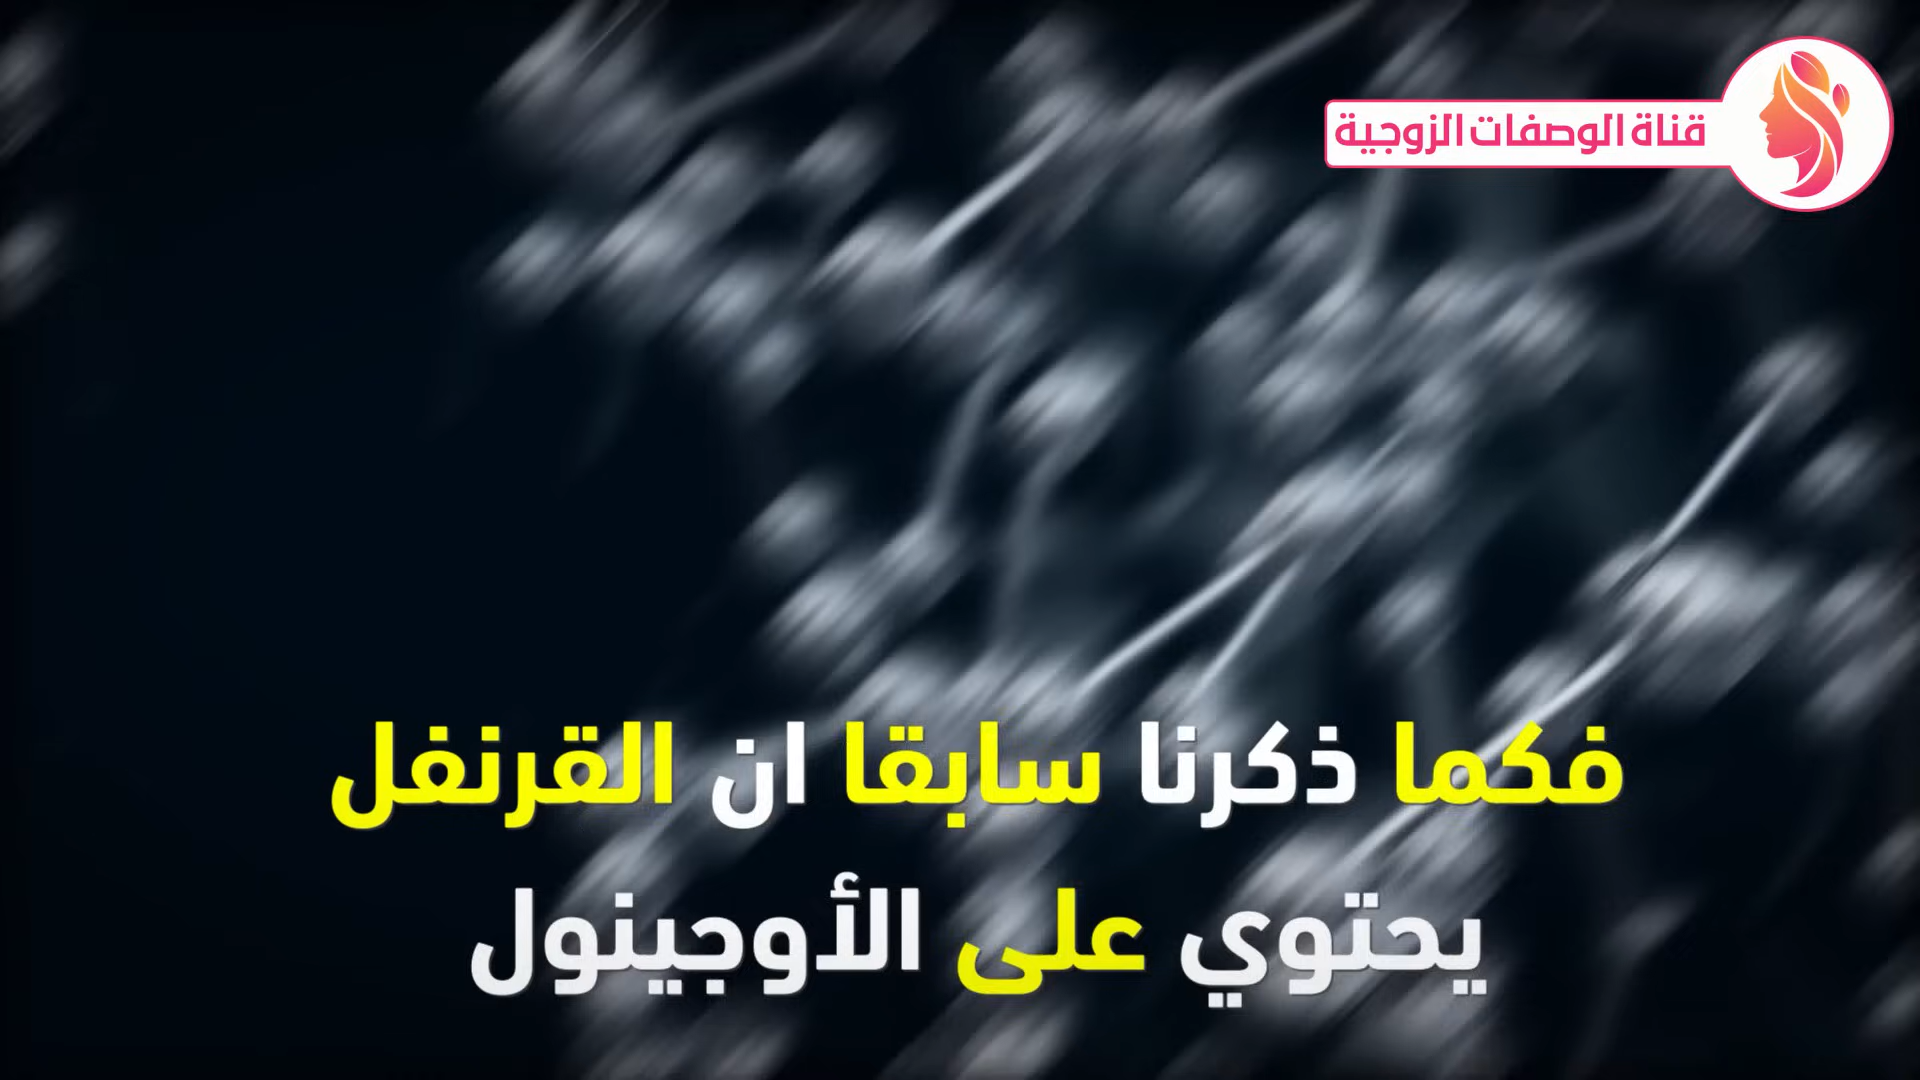 قناة الوصفات الزوجية
فكما ذكرنا سابقا ان القرنفل
يحتوي على الأوجينول